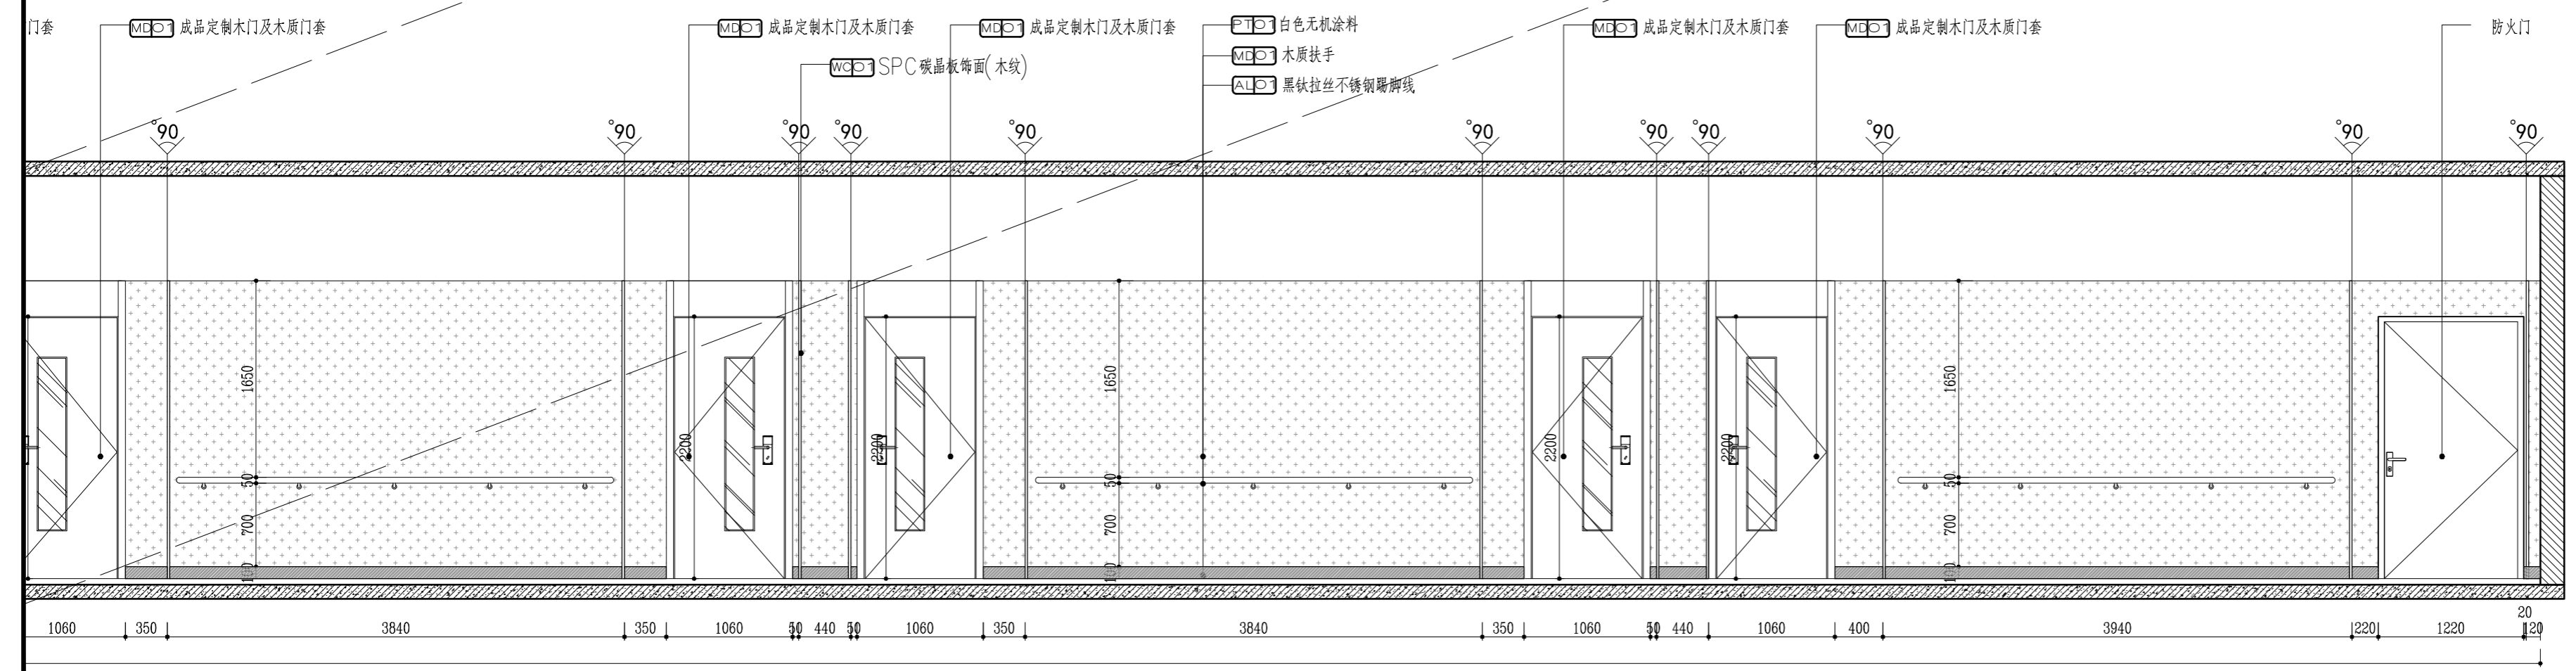 门套
MD01 成品定制木门及木质门套
MD01 成品定制木门及木质门套
MD01 成品定制木门及木质门套
PT01 白色无机涂料
MD01 成品定制木门及木质门套
MD01 成品定制木门及木质门套
防火门
WC01 SPC碳晶板饰面(木纹)
MD01 木质扶手
AL01 黑钛拉丝不锈钢踢脚线
°90 °90 °90 °90 °90 °90 °90 °90 °90 °90 °90
1650 1650 1650
2200 2200 2200 2200
50 50 50
700 700 700
100 100 100
20
1060 350 3840 350 1060 50 440 50 1060 350 3840 350 1060 50 440 1060 400 3940 220 1220 120